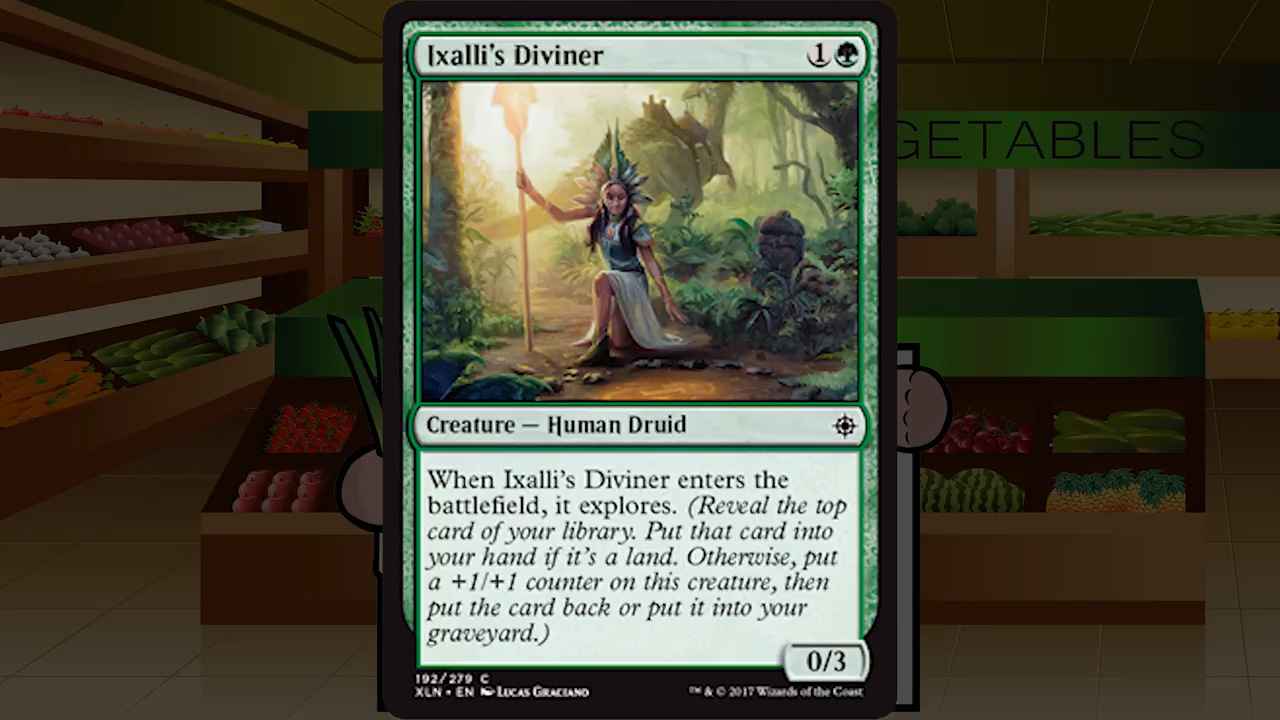 Ixalli's Diviner 1
GETABLES
Creature — Human Druid
When Ixalli's Diviner enters the
battlefield, it explores. (Reveal the top
card of your library. Put that card into
your hand if it's a land. Otherwise, put
a +1/+1 counter on this creature, then
put the card back or put it into your
graveyard.)
0/3
192/279 C
XLN • EN Lucas Graciano
™ & © 2017 Wizards of the Coast